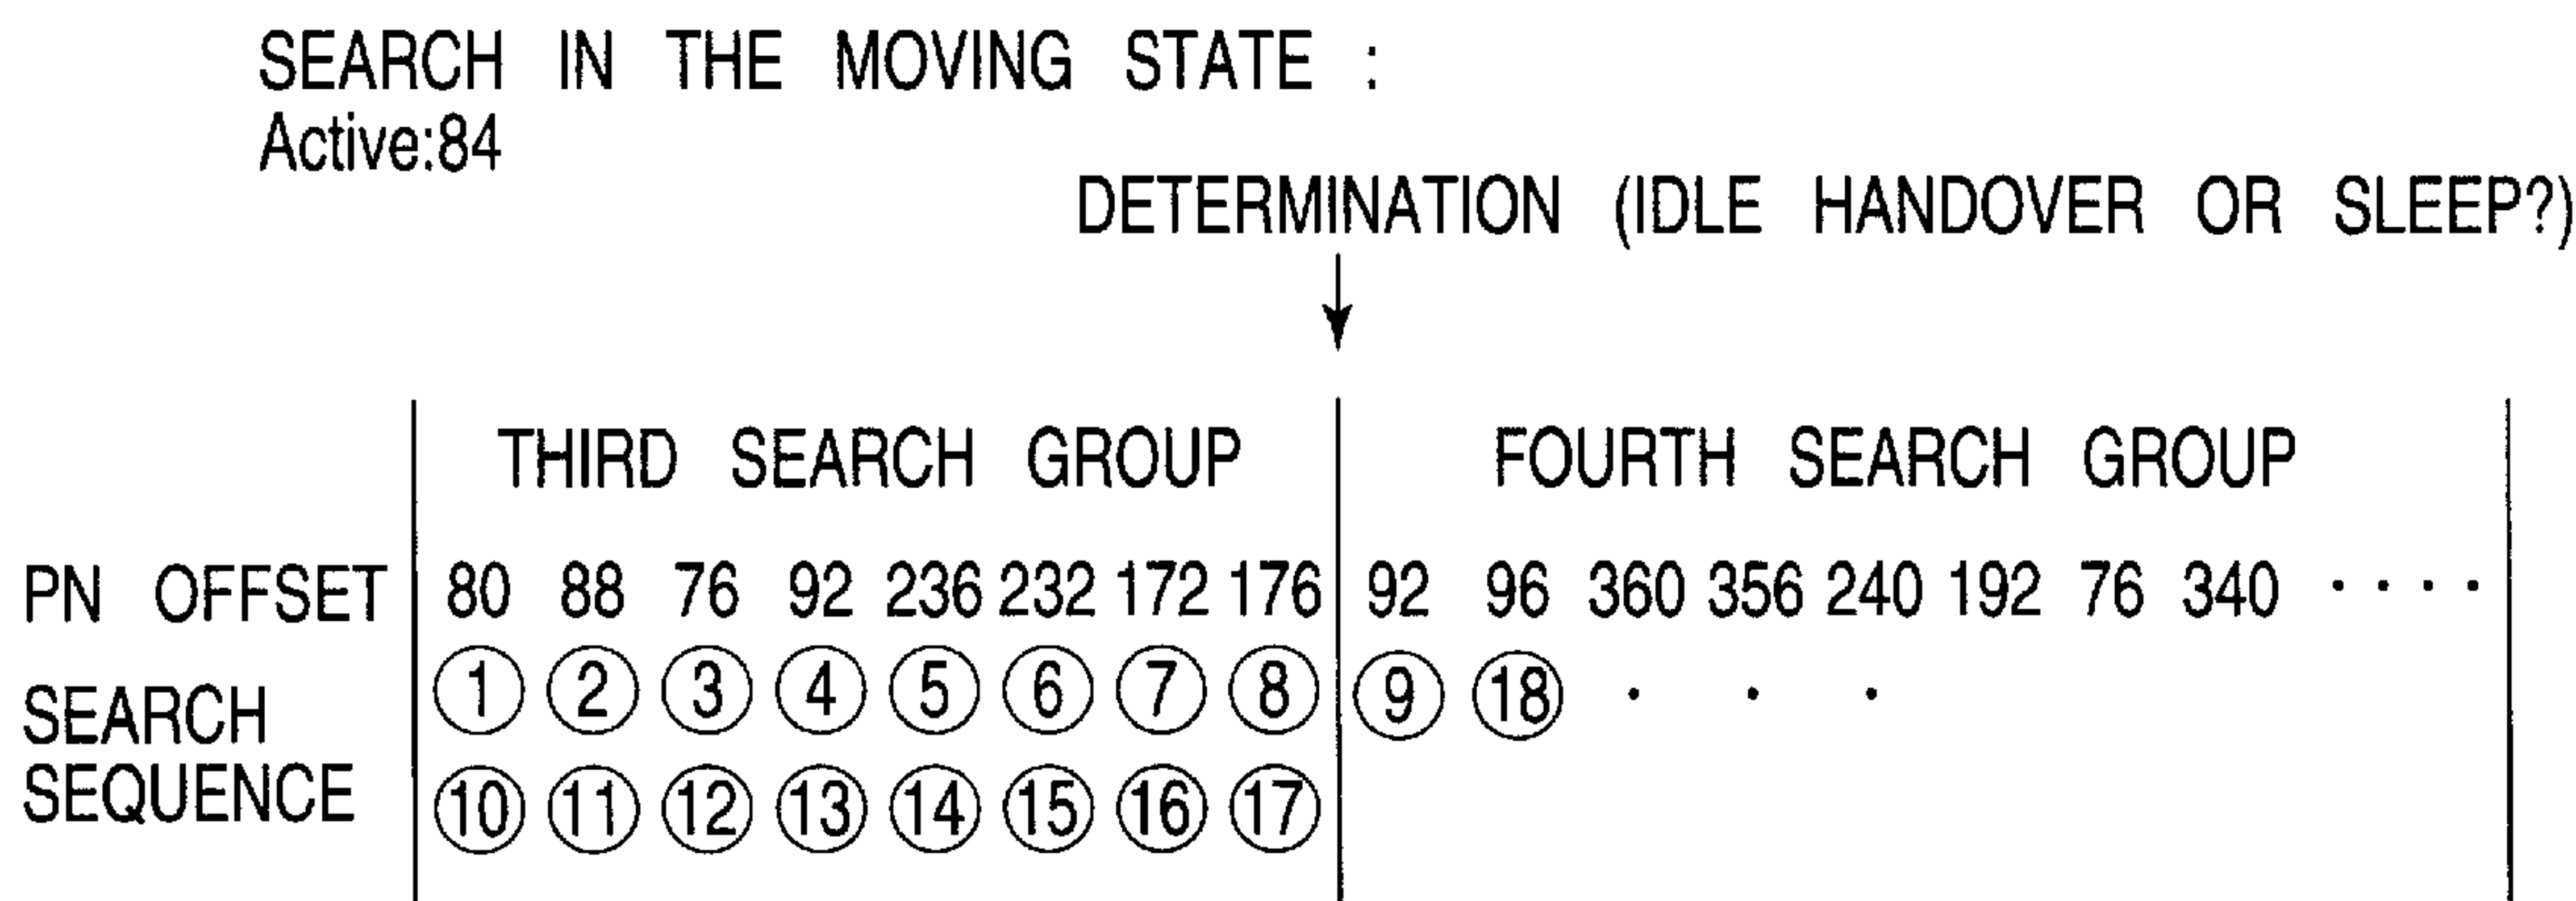 SEARCH IN THE MOVING STATE :
Active:84
DETERMINATION (IDLE HANDOVER OR SLEEP?)
THIRD SEARCH GROUP FOURTH SEARCH GROUP
PN OFFSET 80 88 76 92 236 232 172 176 92 96 360 356 240 192 76 340 ····
SEARCH SEQUENCE ① ② ③ ④ ⑤ ⑥ ⑦ ⑧ ⑨ ⑱ · · ·
⑩ ⑪ ⑫ ⑬ ⑭ ⑮ ⑯ ⑰